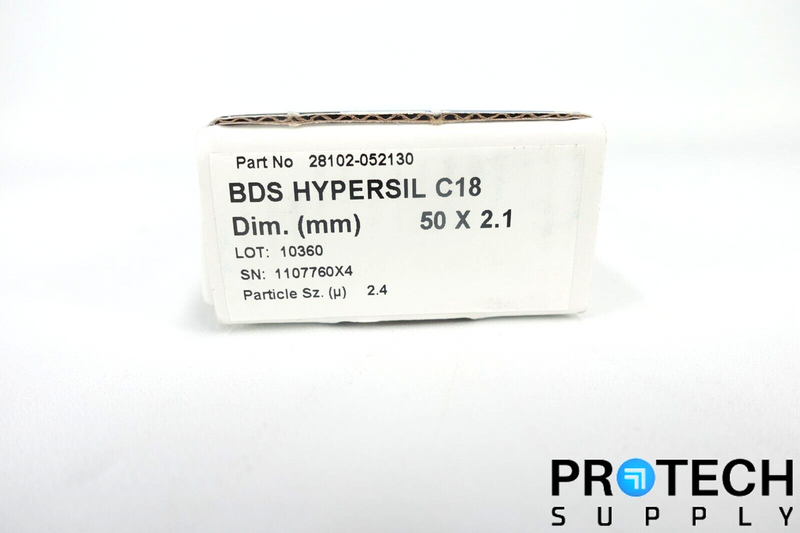 Part No 28102-052130
BDS HYPERSIL C18
Dim. (mm) 50 X 2.1
LOT: 10360
SN: 1107760X4
Particle Sz. (µ) 2.4
PROTECH
SUPPLY